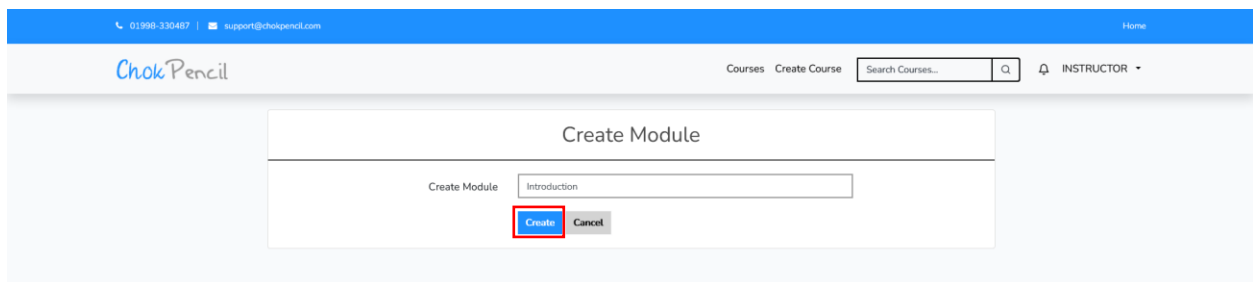 01998-330487 | support@chokpencil.com Home
ChokPencil Courses Create Course Search Courses... INSTRUCTOR
Create Module
Create Module Introduction
Create Cancel